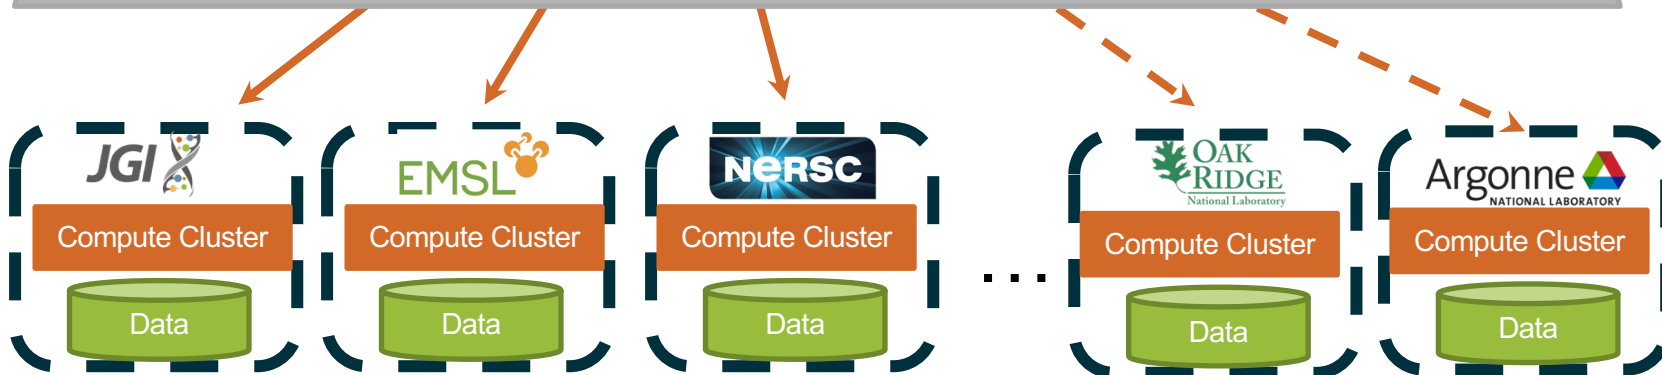 JGI
Compute Cluster
Data
EMSL
Compute Cluster
Data
NERSC
Compute Cluster
Data
...
OAK
RIDGE
National Laboratory
Compute Cluster
Data
Argonne
NATIONAL LABORATORY
Compute Cluster
Data